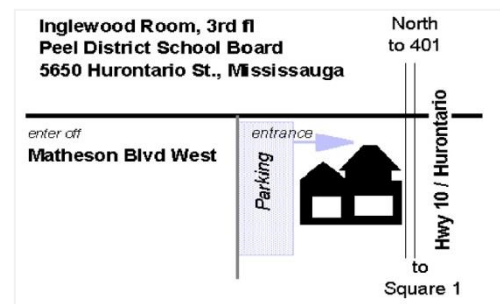 Inglewood Room, 3rd fl
Peel District School Board
5650 Hurontario St., Mississauga
North
to 401
enter off
Matheson Blvd West
entrance
Parking
Hwy 10 / Hurontario
to
Square 1